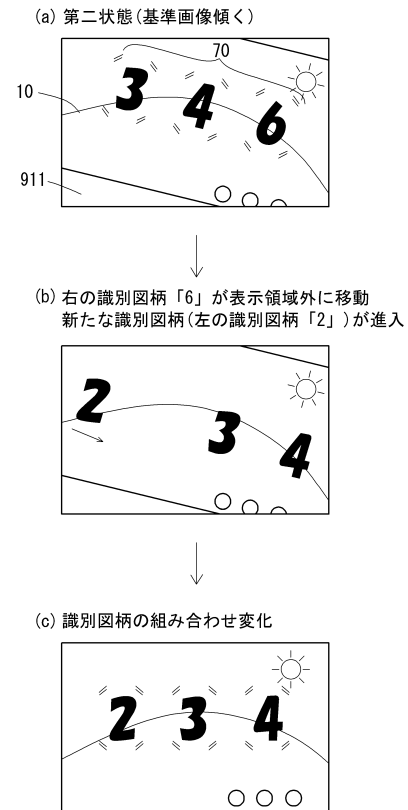 (a) 第二状態(基準画像傾く)
70
10
3 4 6
911
(b) 右の識別図柄「6」が表示領域外に移動
新たな識別図柄(左の識別図柄「2」)が進入
2 3 4
(c) 識別図柄の組み合わせ変化
2 3 4